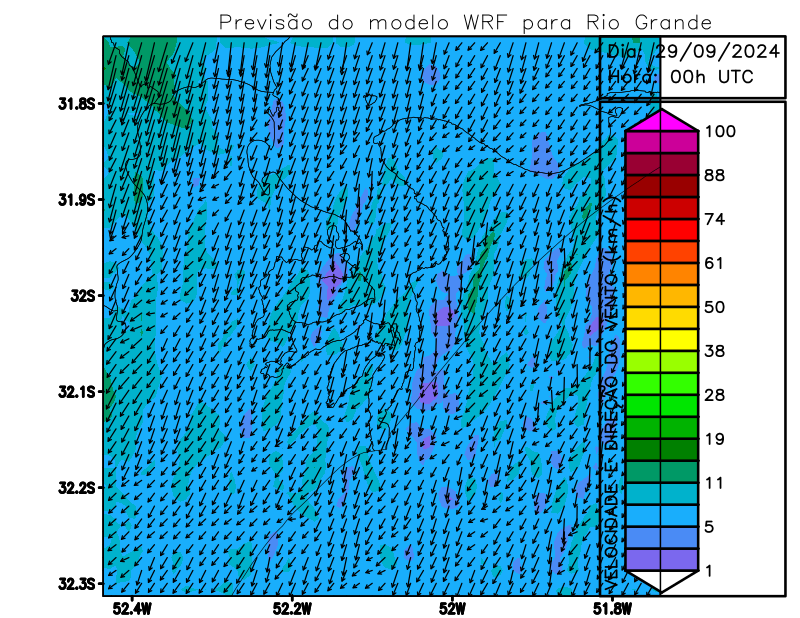 Previsão do modelo WRF para Rio Grande
Dia: 29/09/2024
Hora: 00h UTC
VELOCIDADE E DIREÇÃO DO VENTO (km/h)
100
88
74
61
50
38
28
19
11
5
1
31.8S
31.9S
32S
32.1S
32.2S
32.3S
52.4W
52.2W
52W
51.8W